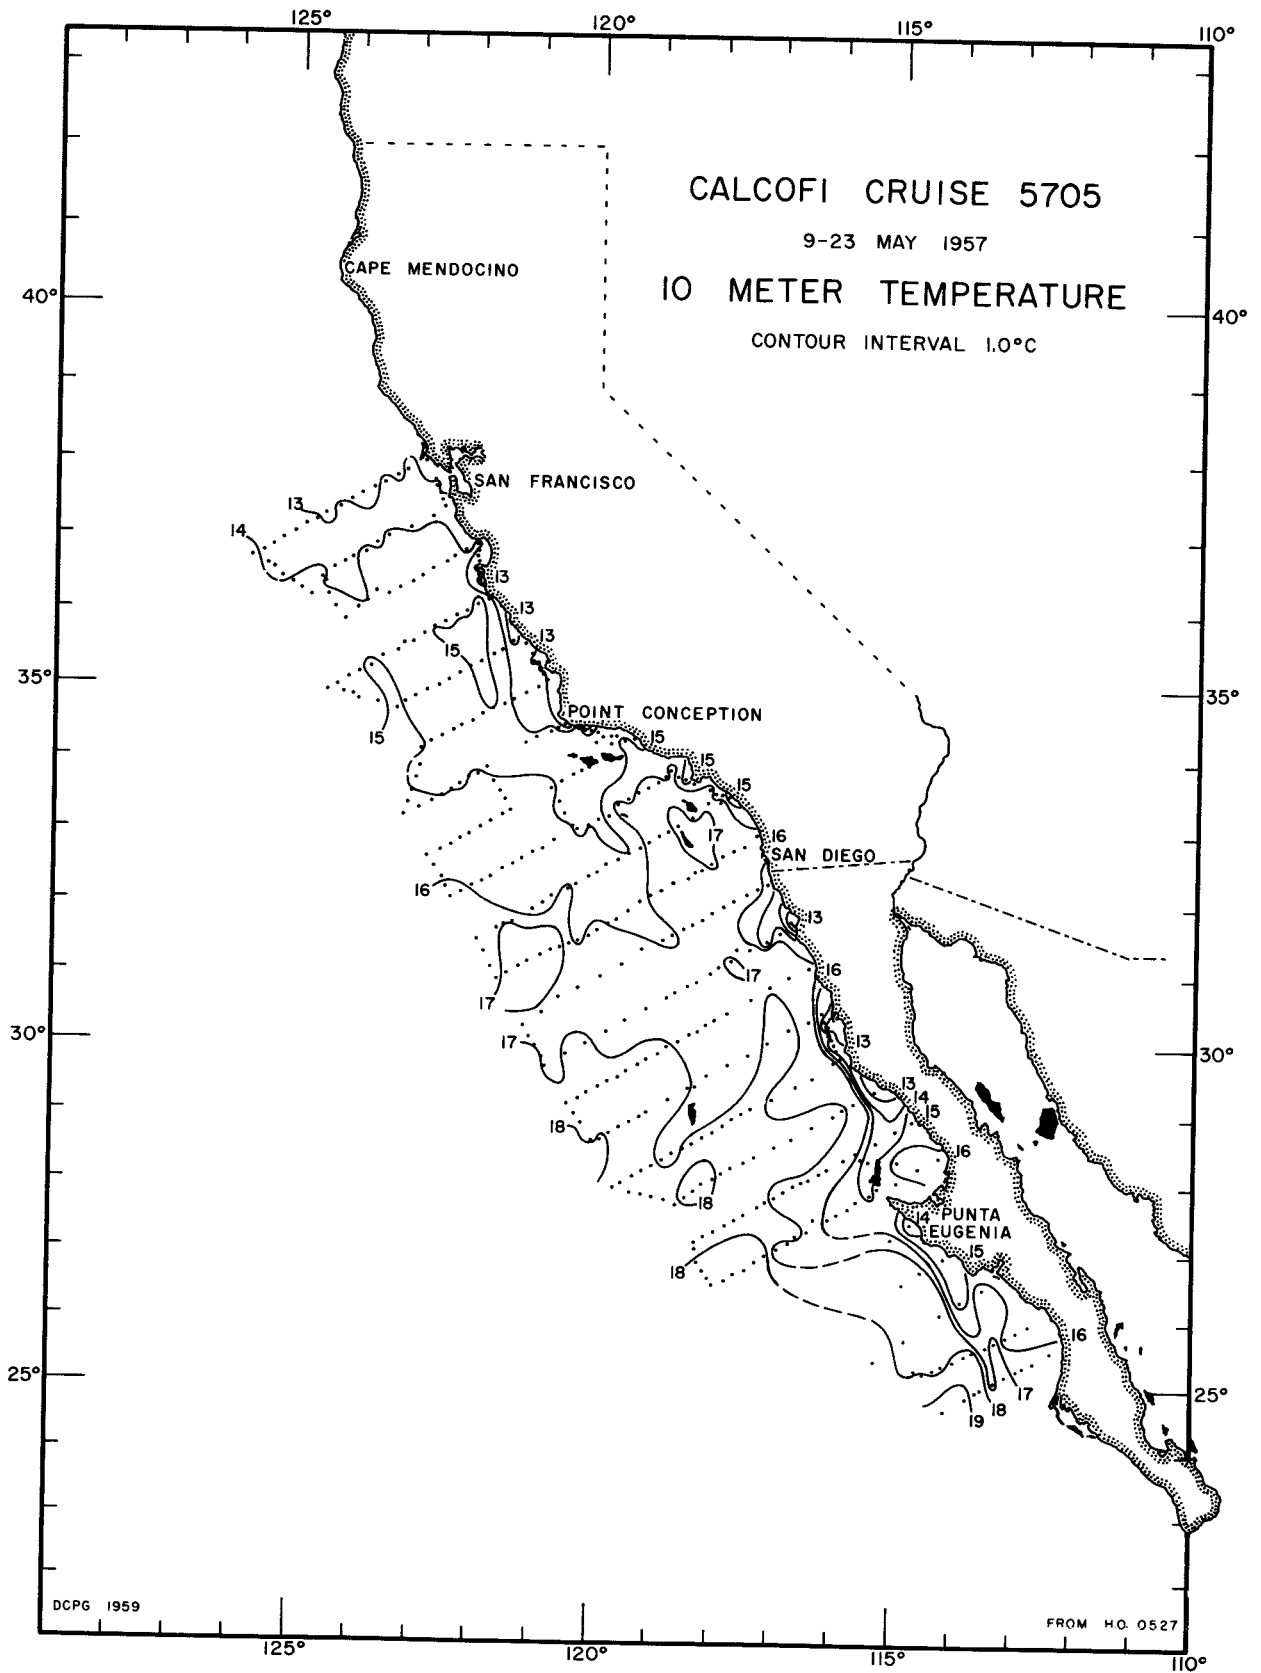 125° 120° 115° 110°
CALCOFI CRUISE 5705
9-23 MAY 1957
10 METER TEMPERATURE
CONTOUR INTERVAL 1.0°C
CAPE MENDOCINO
40° 40°
SAN FRANCISCO
13
14
13
13
13
15
35° 35°
POINT CONCEPTION
15
15
15
15
17
16
SAN DIEGO
16
13
16
17
17
30° 17 13 30°
13
14
15
18
16
18
14 PUNTA
EUGENIA
15
18
16
25° 17 25°
18
19
DCPG 1959
FROM H.O. 0527
125° 120° 115° 110°